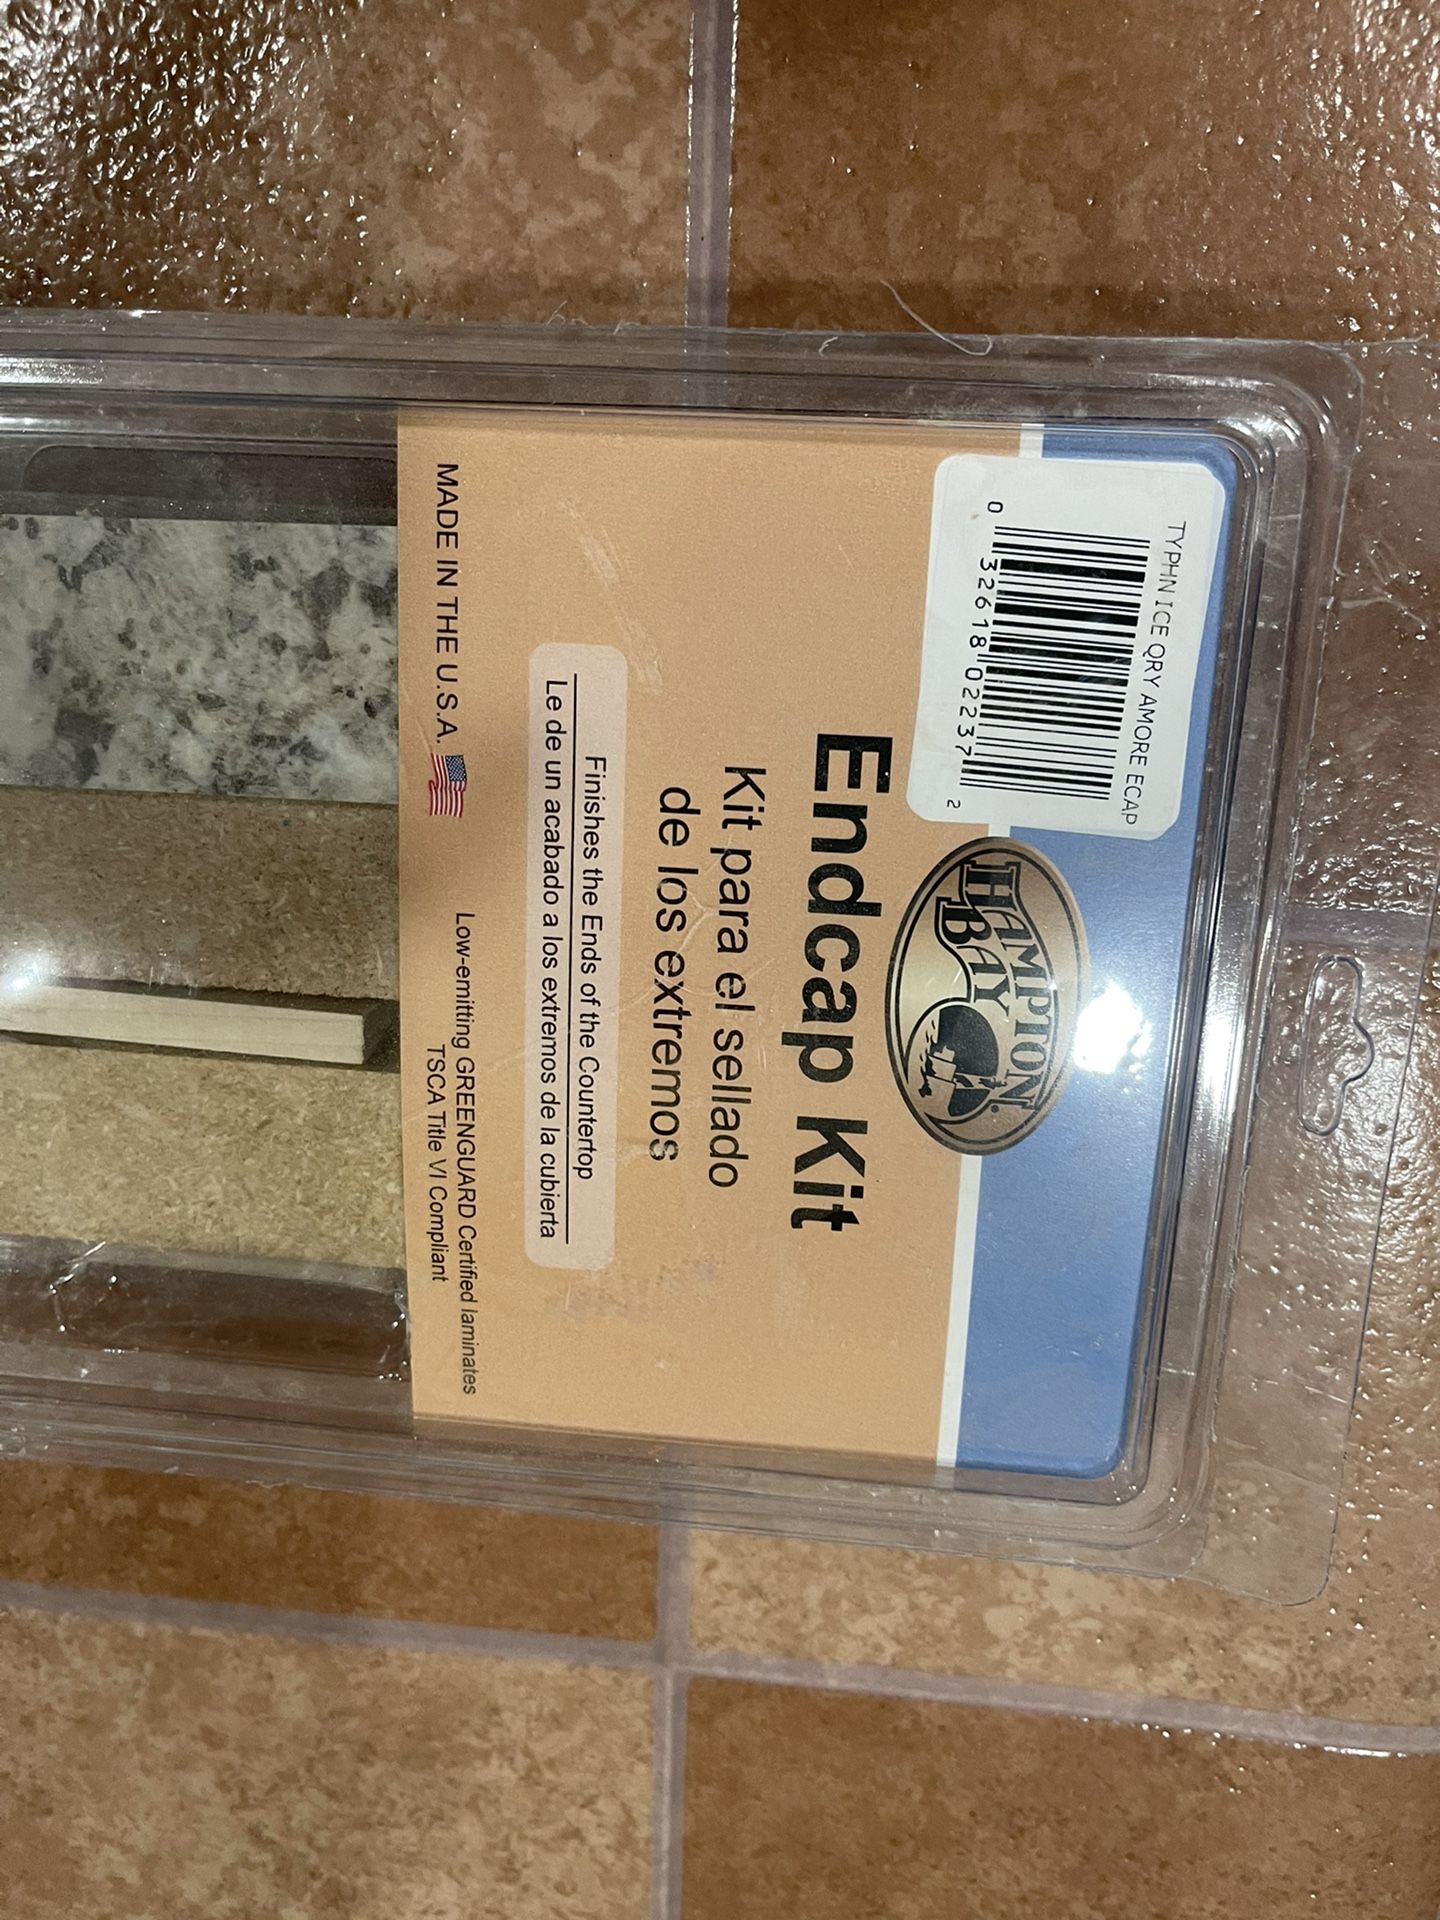 TYPHN ICE QRY AMORE ECAP
0 32618 02237 2
HAMPTON
BAY®
Endcap Kit
Kit para el sellado
de los extremos
Finishes the Ends of the Countertop
Le de un acabado a los extremos de la cubierta
MADE IN THE U.S.A.
Low-emitting GREENGUARD Certified laminates
TSCA Title VI Compliant